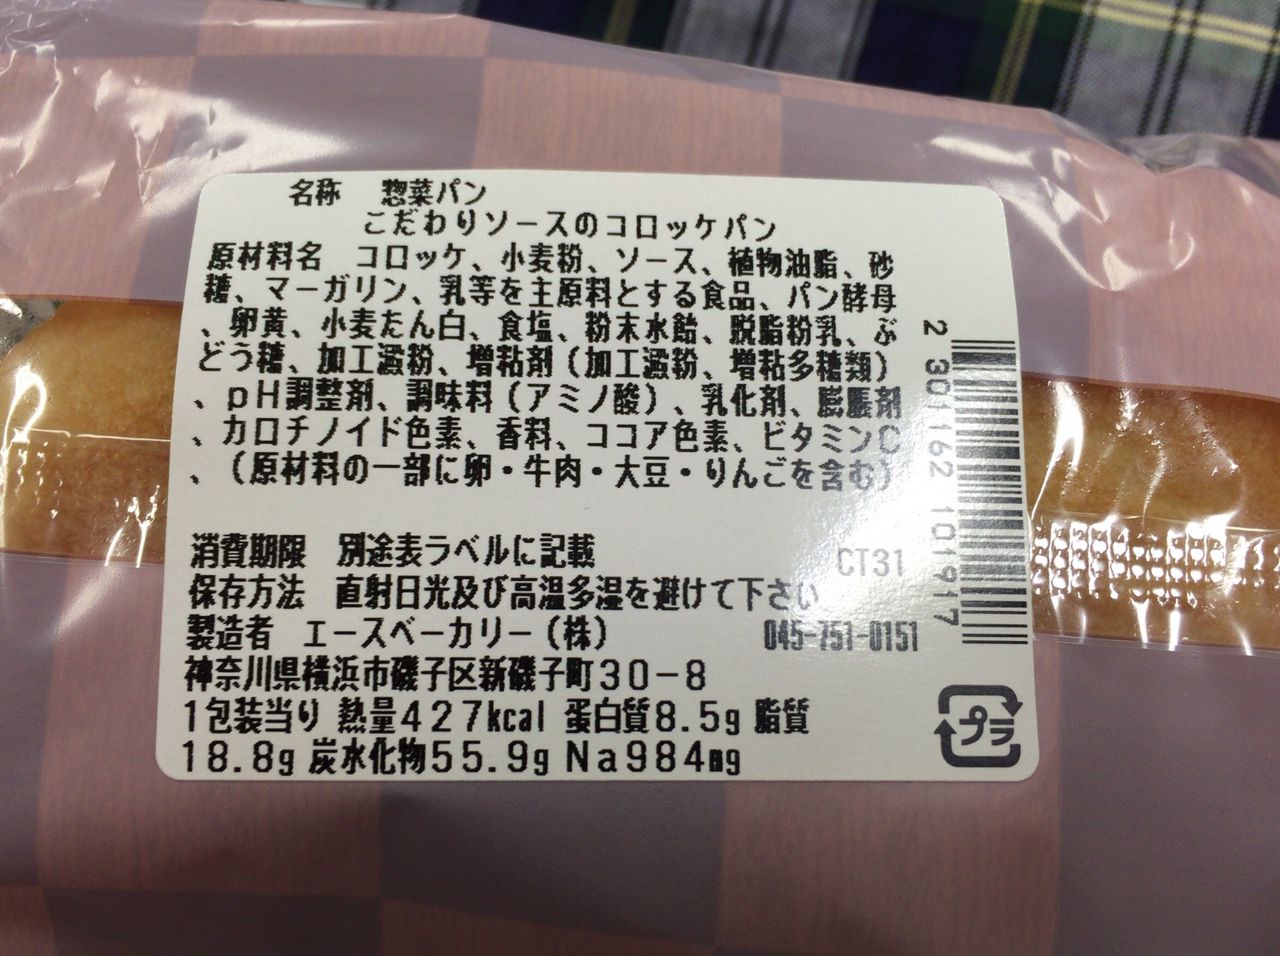 名称 惣菜パン
こだわりソースのコロッケパン
原材料名 コロッケ、小麦粉、ソース、植物油脂、砂
糖、マーガリン、乳等を主原料とする食品、パン酵母
、卵黄、小麦たん白、食塩、粉末水飴、脱脂粉乳、ぶ
どう糖、加工澱粉、増粘剤(加工澱粉、増粘多糖類)
、pH調整剤、調味料(アミノ酸)、乳化剤、膨脹剤
、カロチノイド色素、香料、ココア色素、ビタミンC
、(原材料の一部に卵・牛肉・大豆・りんごを含む)
消費期限 別途表ラベルに記載 CT31
保存方法 直射日光及び高温多湿を避けて下さい
製造者 エースベーカリー(株) 045-751-0151
神奈川県横浜市磯子区新磯子町30-8
1包装当り 熱量427kcal 蛋白質8.5g 脂質
18.8g 炭水化物55.9g Na984mg
2 301162 101917
プラ